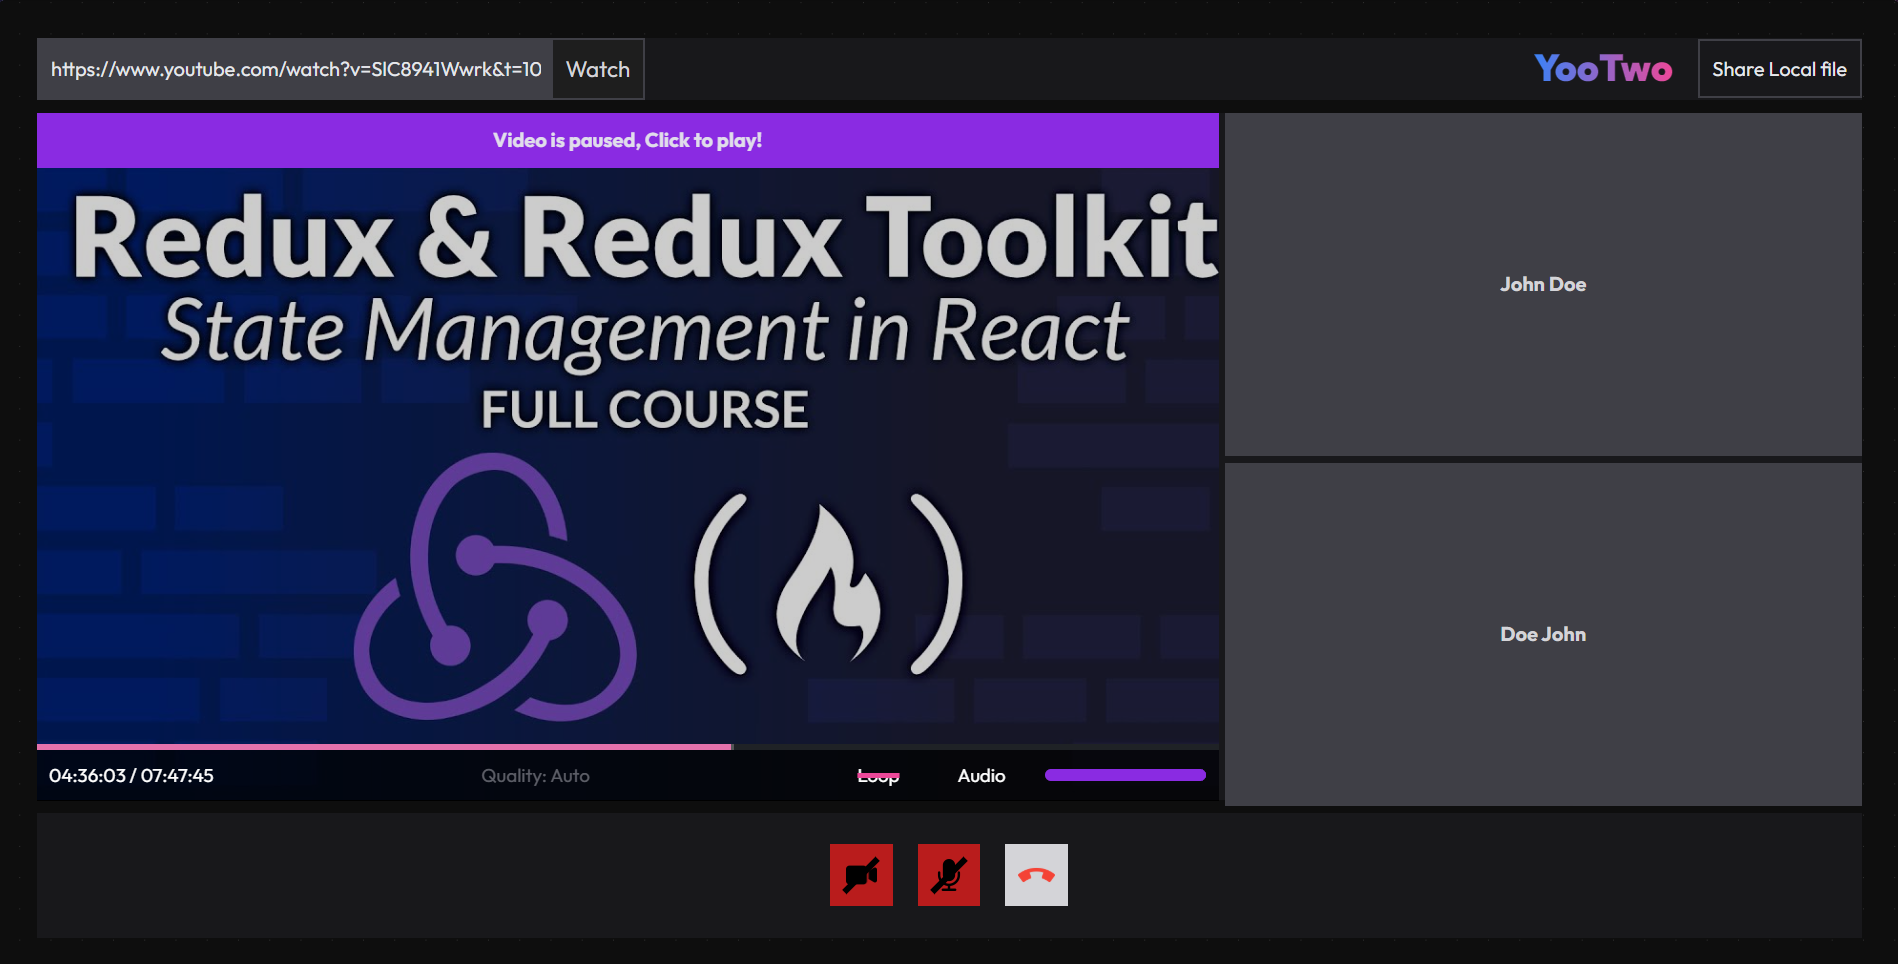 https://www.youtube.com/watch?v=SlC8941Wwrk&t=10
Watch
YooTwo
Share Local file
Video is paused, Click to play!
Redux & Redux Toolkit
State Management in React
FULL COURSE
John Doe
Doe John
04:36:03 / 07:47:45
Quality: Auto
Loop
Audio